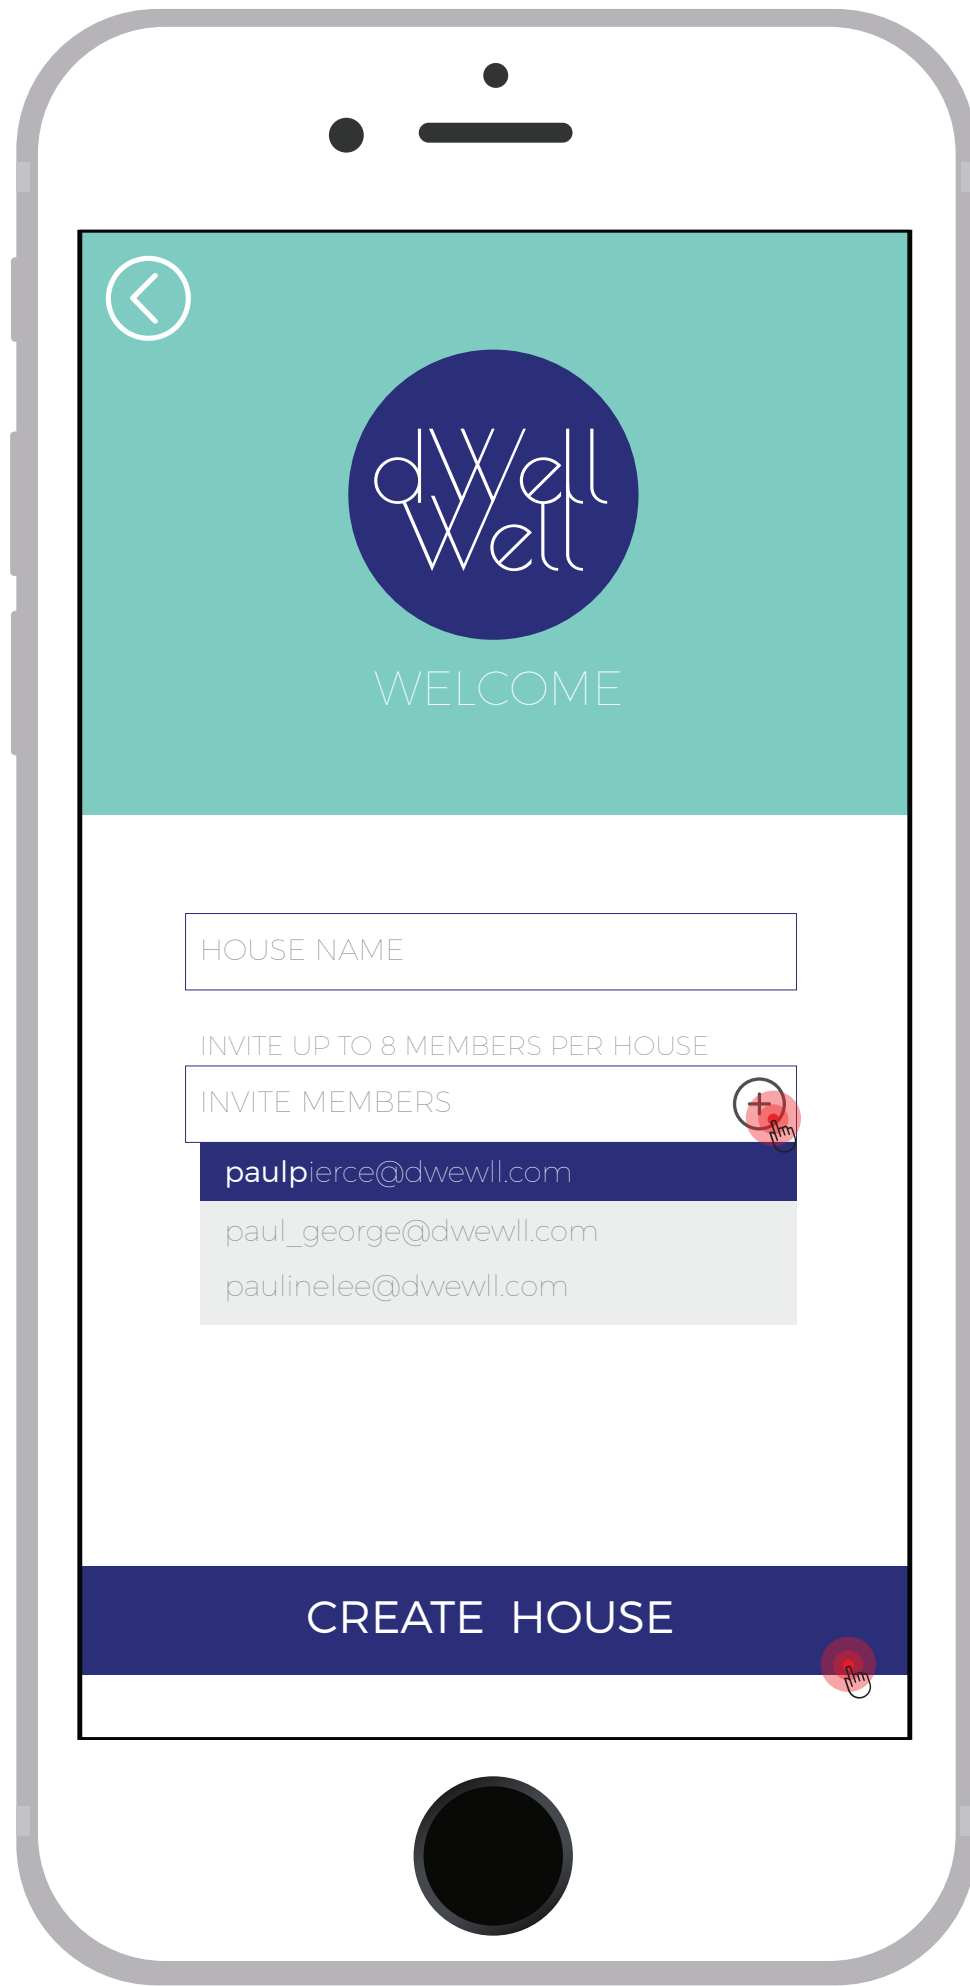 dWell
Well
WELCOME
HOUSE NAME
INVITE UP TO 8 MEMBERS PER HOUSE
INVITE MEMBERS
paulpierce@dwewll.com
paul_george@dwewll.com
paulinelee@dwewll.com
CREATE HOUSE